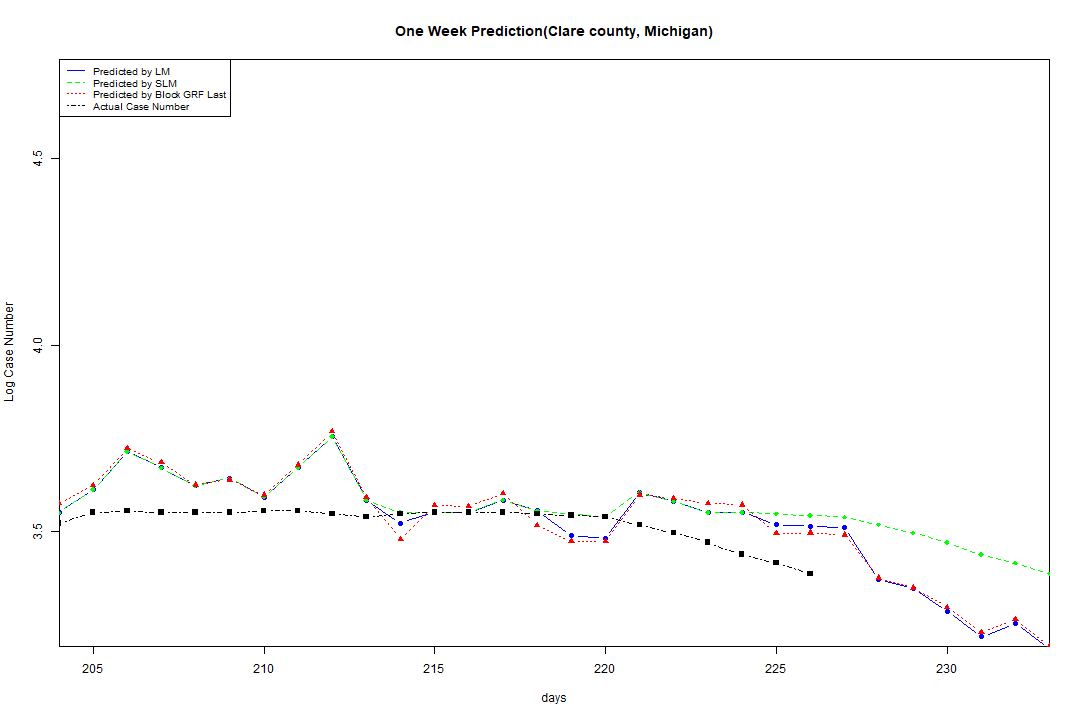 One Week Prediction(Clare county, Michigan)
Predicted by LM
Predicted by SLM
Predicted by Block GRF Last
Actual Case Number
4.5
4.0
3.5
Log Case Number
205 210 215 220 225 230
days